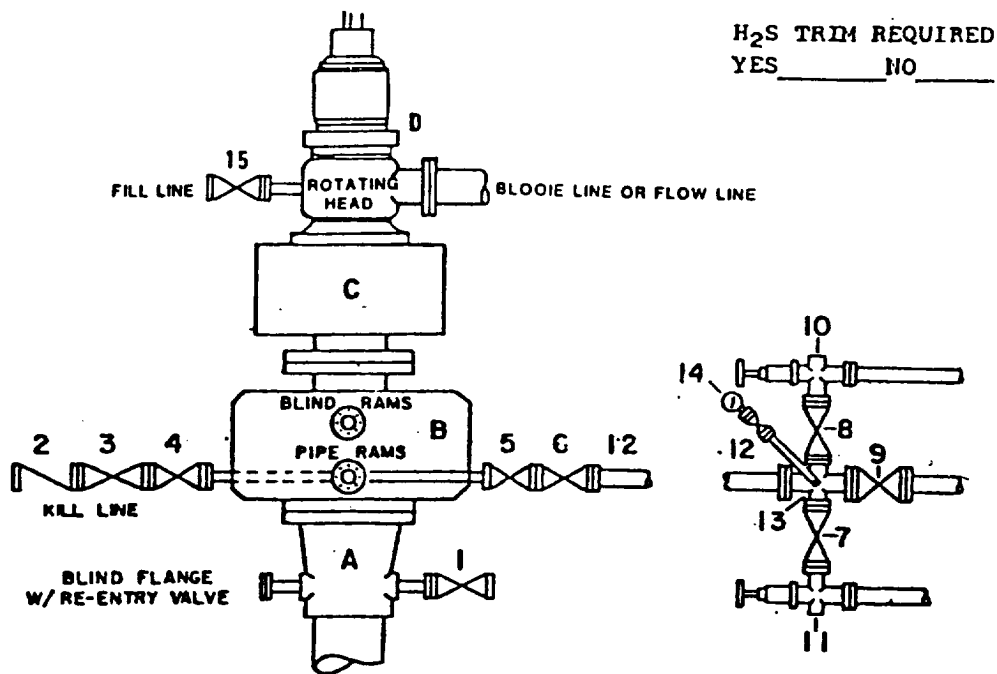 H₂S TRIM REQUIRED
YES______NO______
D
15
FILL LINE
ROTATING
HEAD
BLOOIE LINE OR FLOW LINE
C
10
14
BLIND RAMS
B
8
2 3 4
PIPE RAMS
5 6 12
12
9
KILL LINE
13
7
A
1
BLIND FLANGE
W/ RE-ENTRY VALVE
11